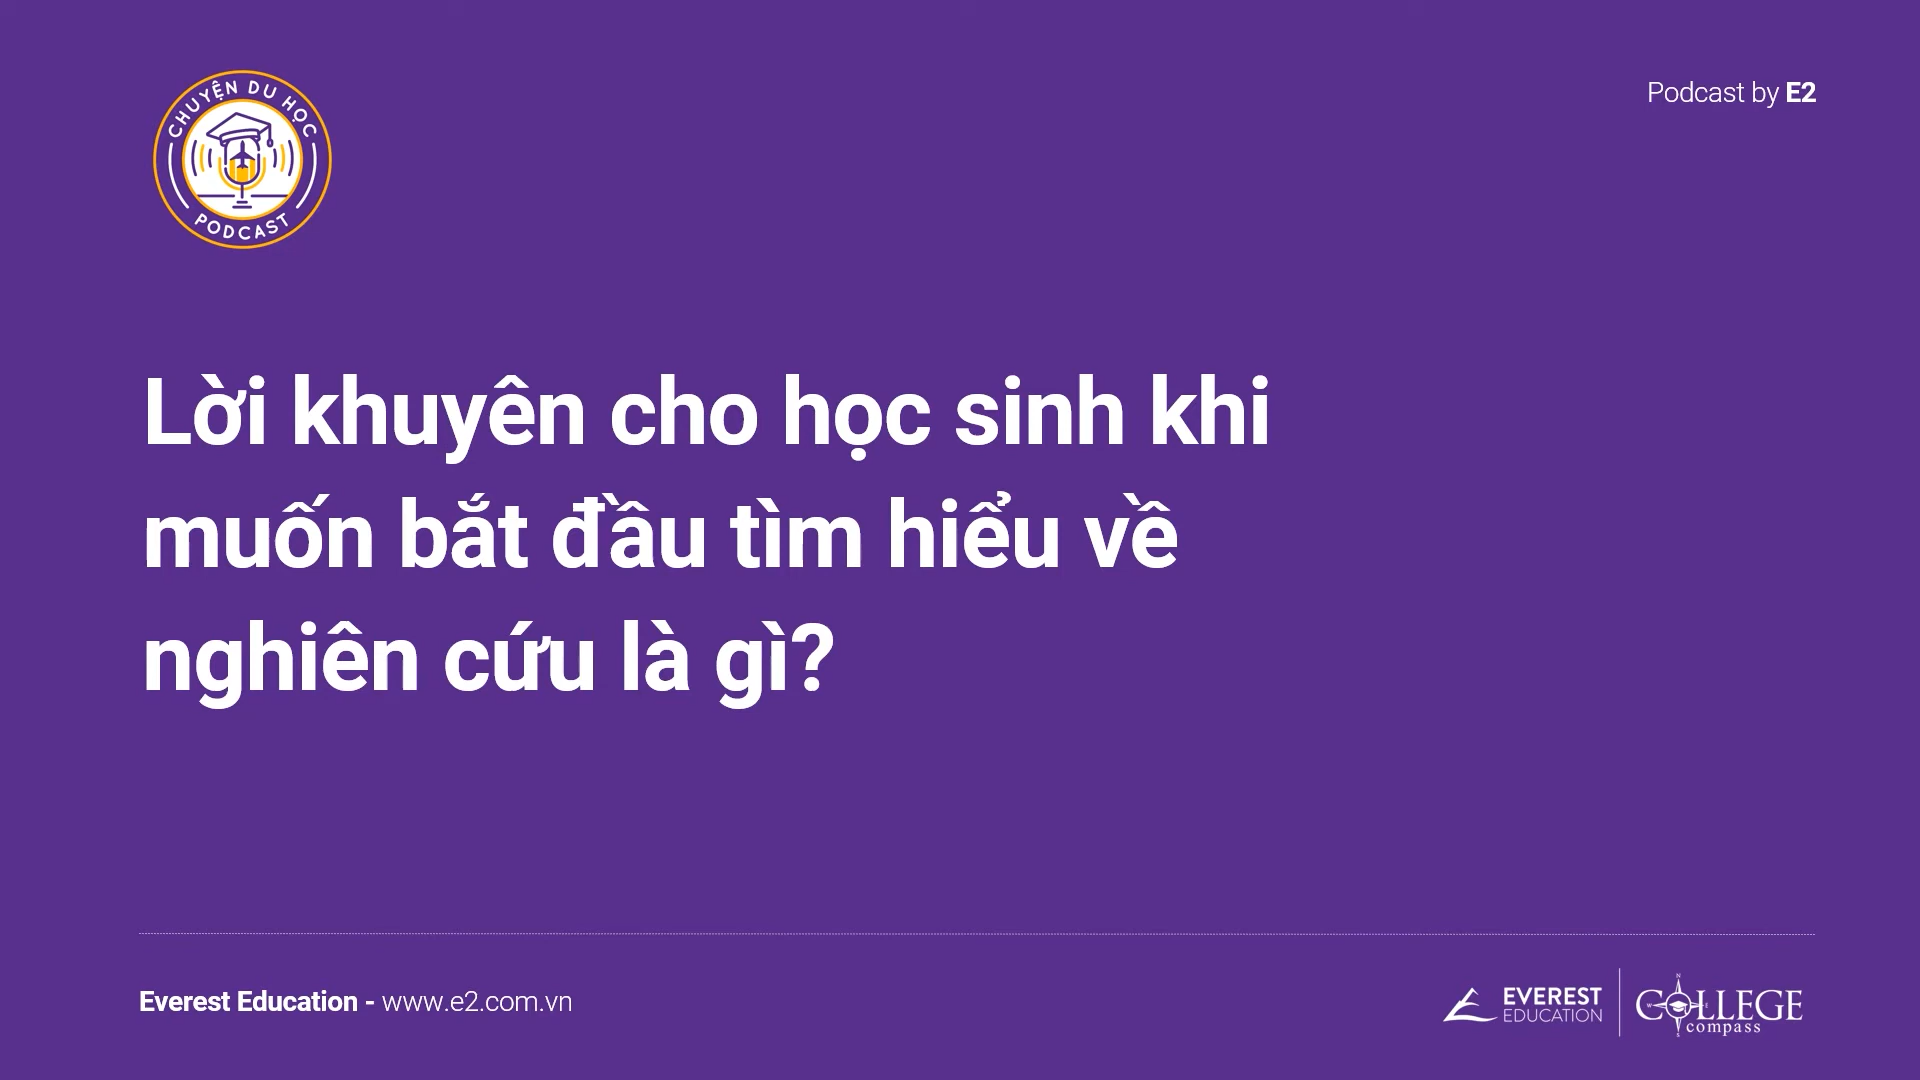 CHUYỆN DU HỌC
PODCAST
Podcast by E2
Lời khuyên cho học sinh khi
muốn bắt đầu tìm hiểu về
nghiên cứu là gì?
Everest Education - www.e2.com.vn
EVEREST
EDUCATION
N
W E
COLLEGE
compass
S